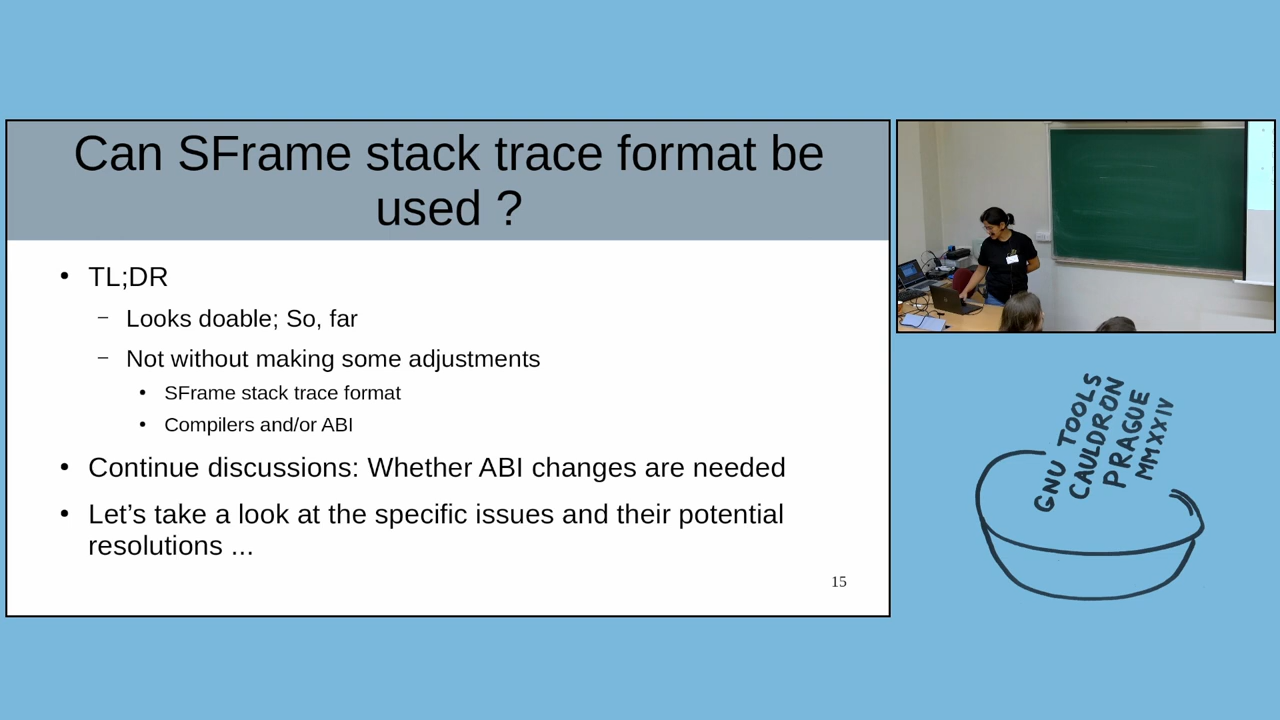 Can SFrame stack trace format be
used ?
• TL;DR
– Looks doable; So, far
– Not without making some adjustments
• SFrame stack trace format
• Compilers and/or ABI
• Continue discussions: Whether ABI changes are needed
• Let’s take a look at the specific issues and their potential
resolutions ...
15
GNU TOOLS
CAULDRON
PRAGUE
MMXXIV